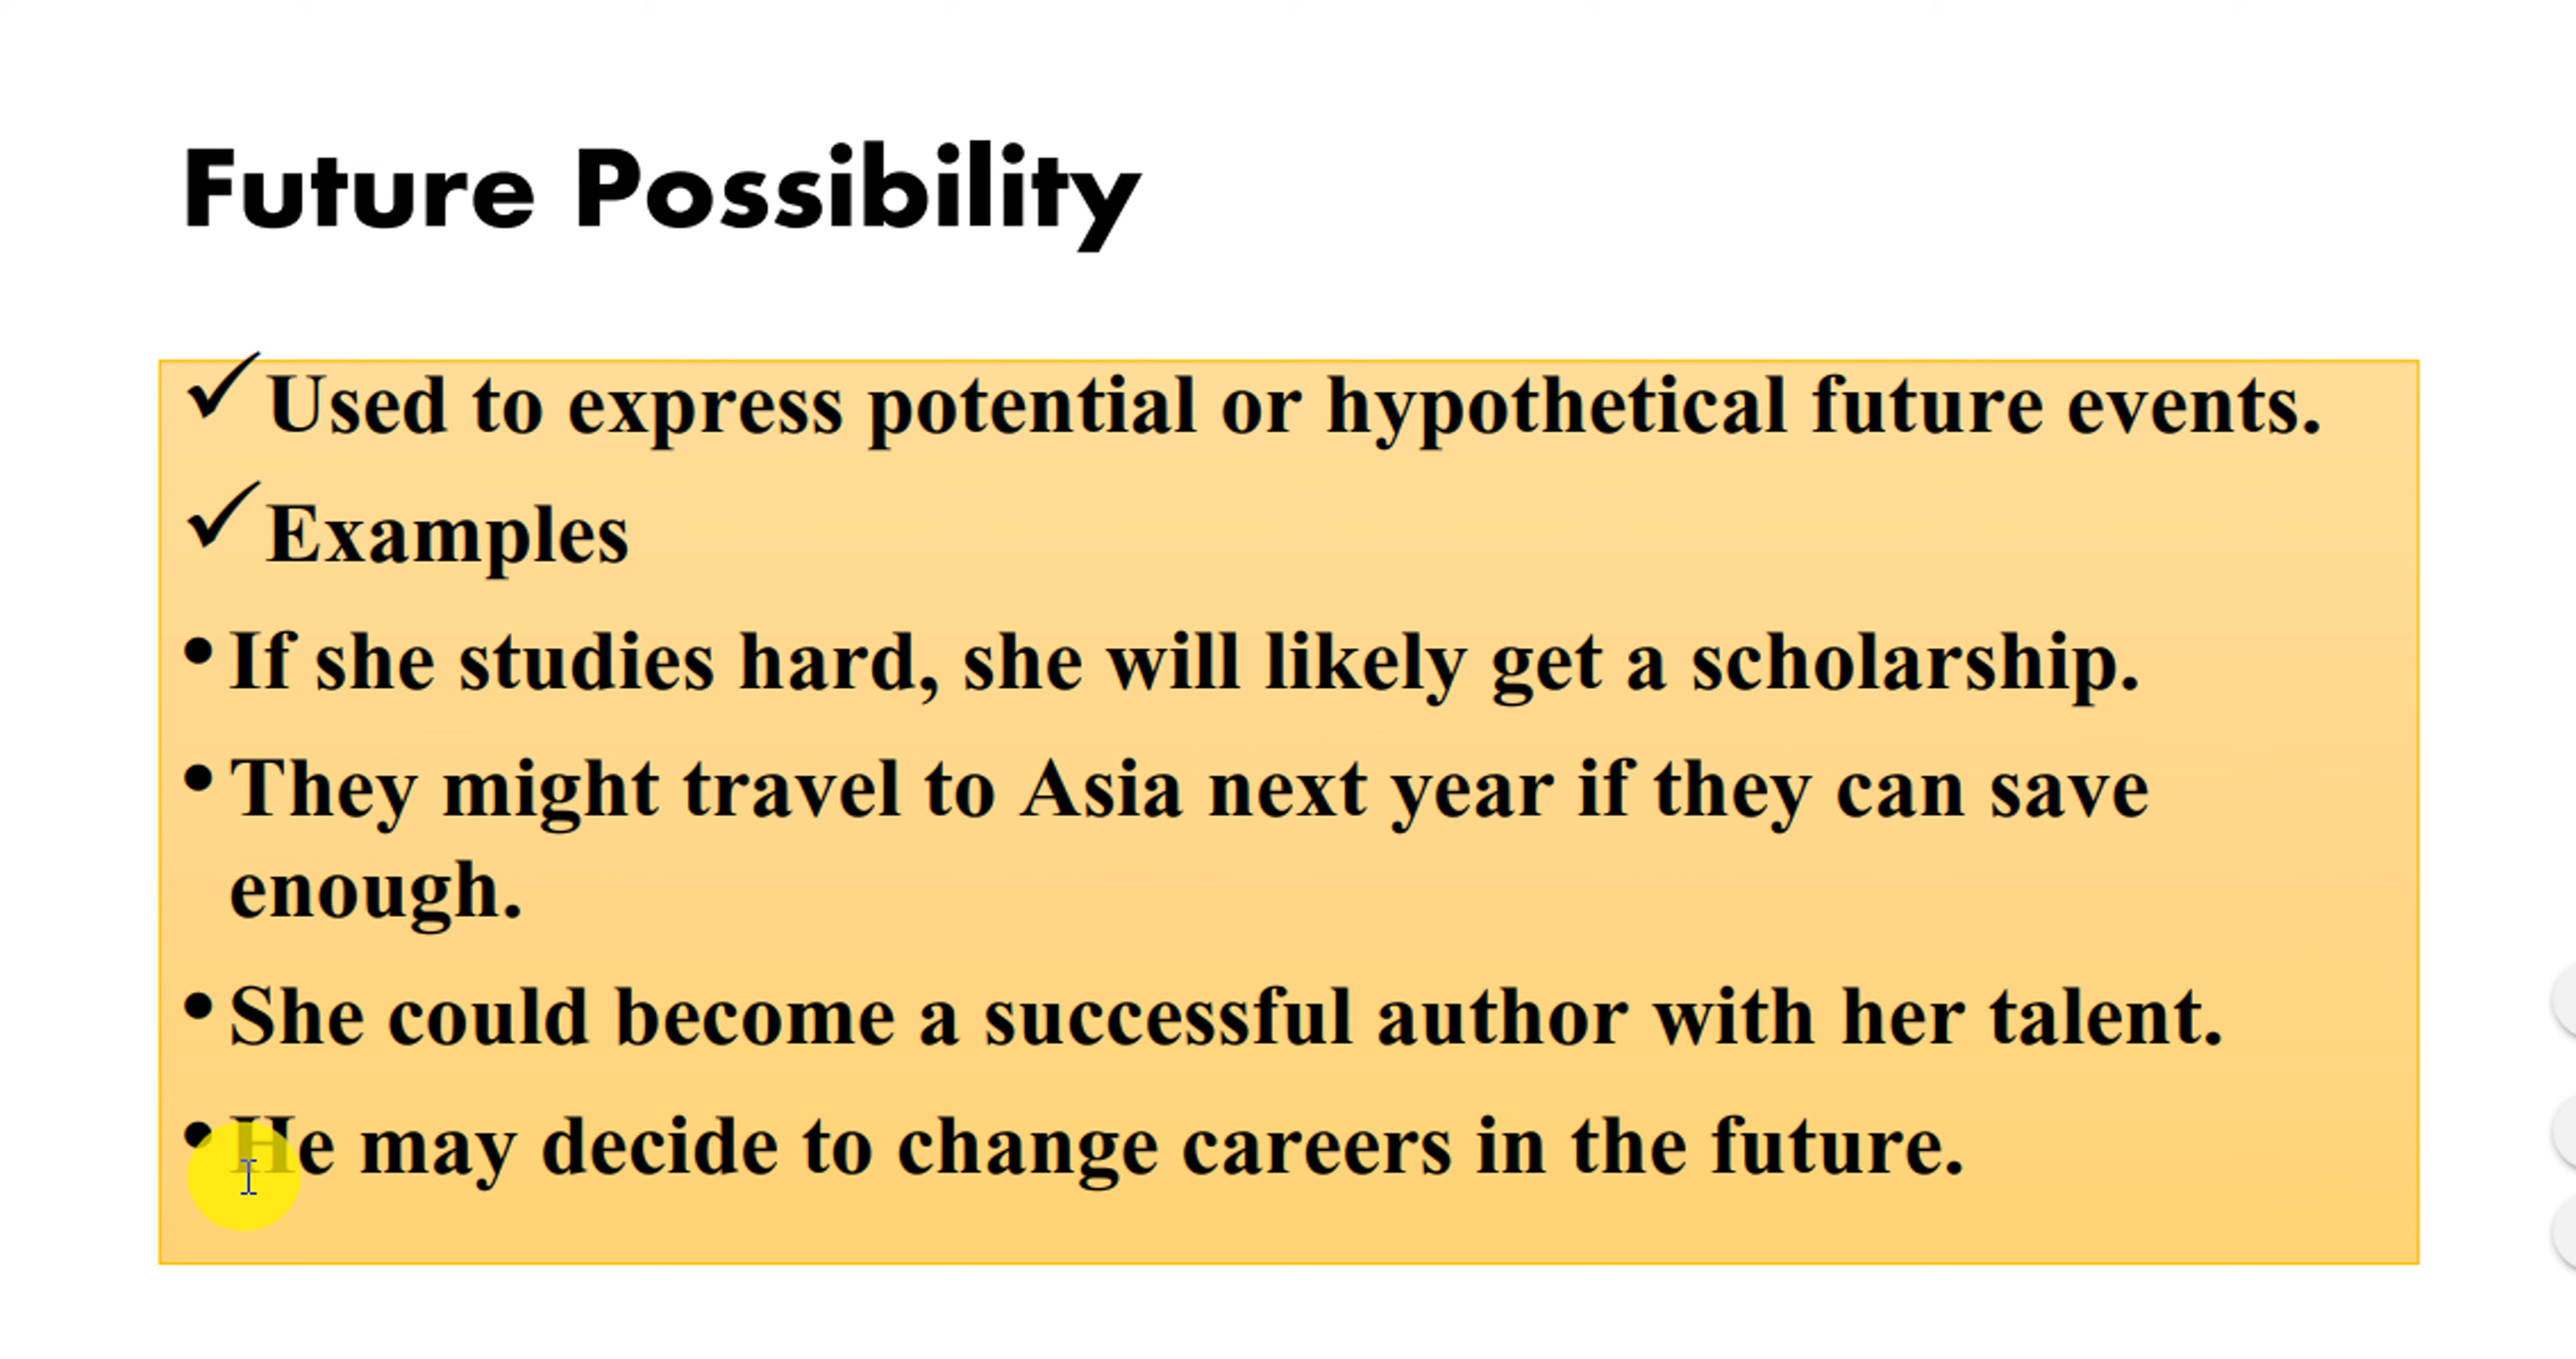 Future Possibility
✓Used to express potential or hypothetical future events.
✓Examples
•If she studies hard, she will likely get a scholarship.
•They might travel to Asia next year if they can save
enough.
•She could become a successful author with her talent.
•He may decide to change careers in the future.